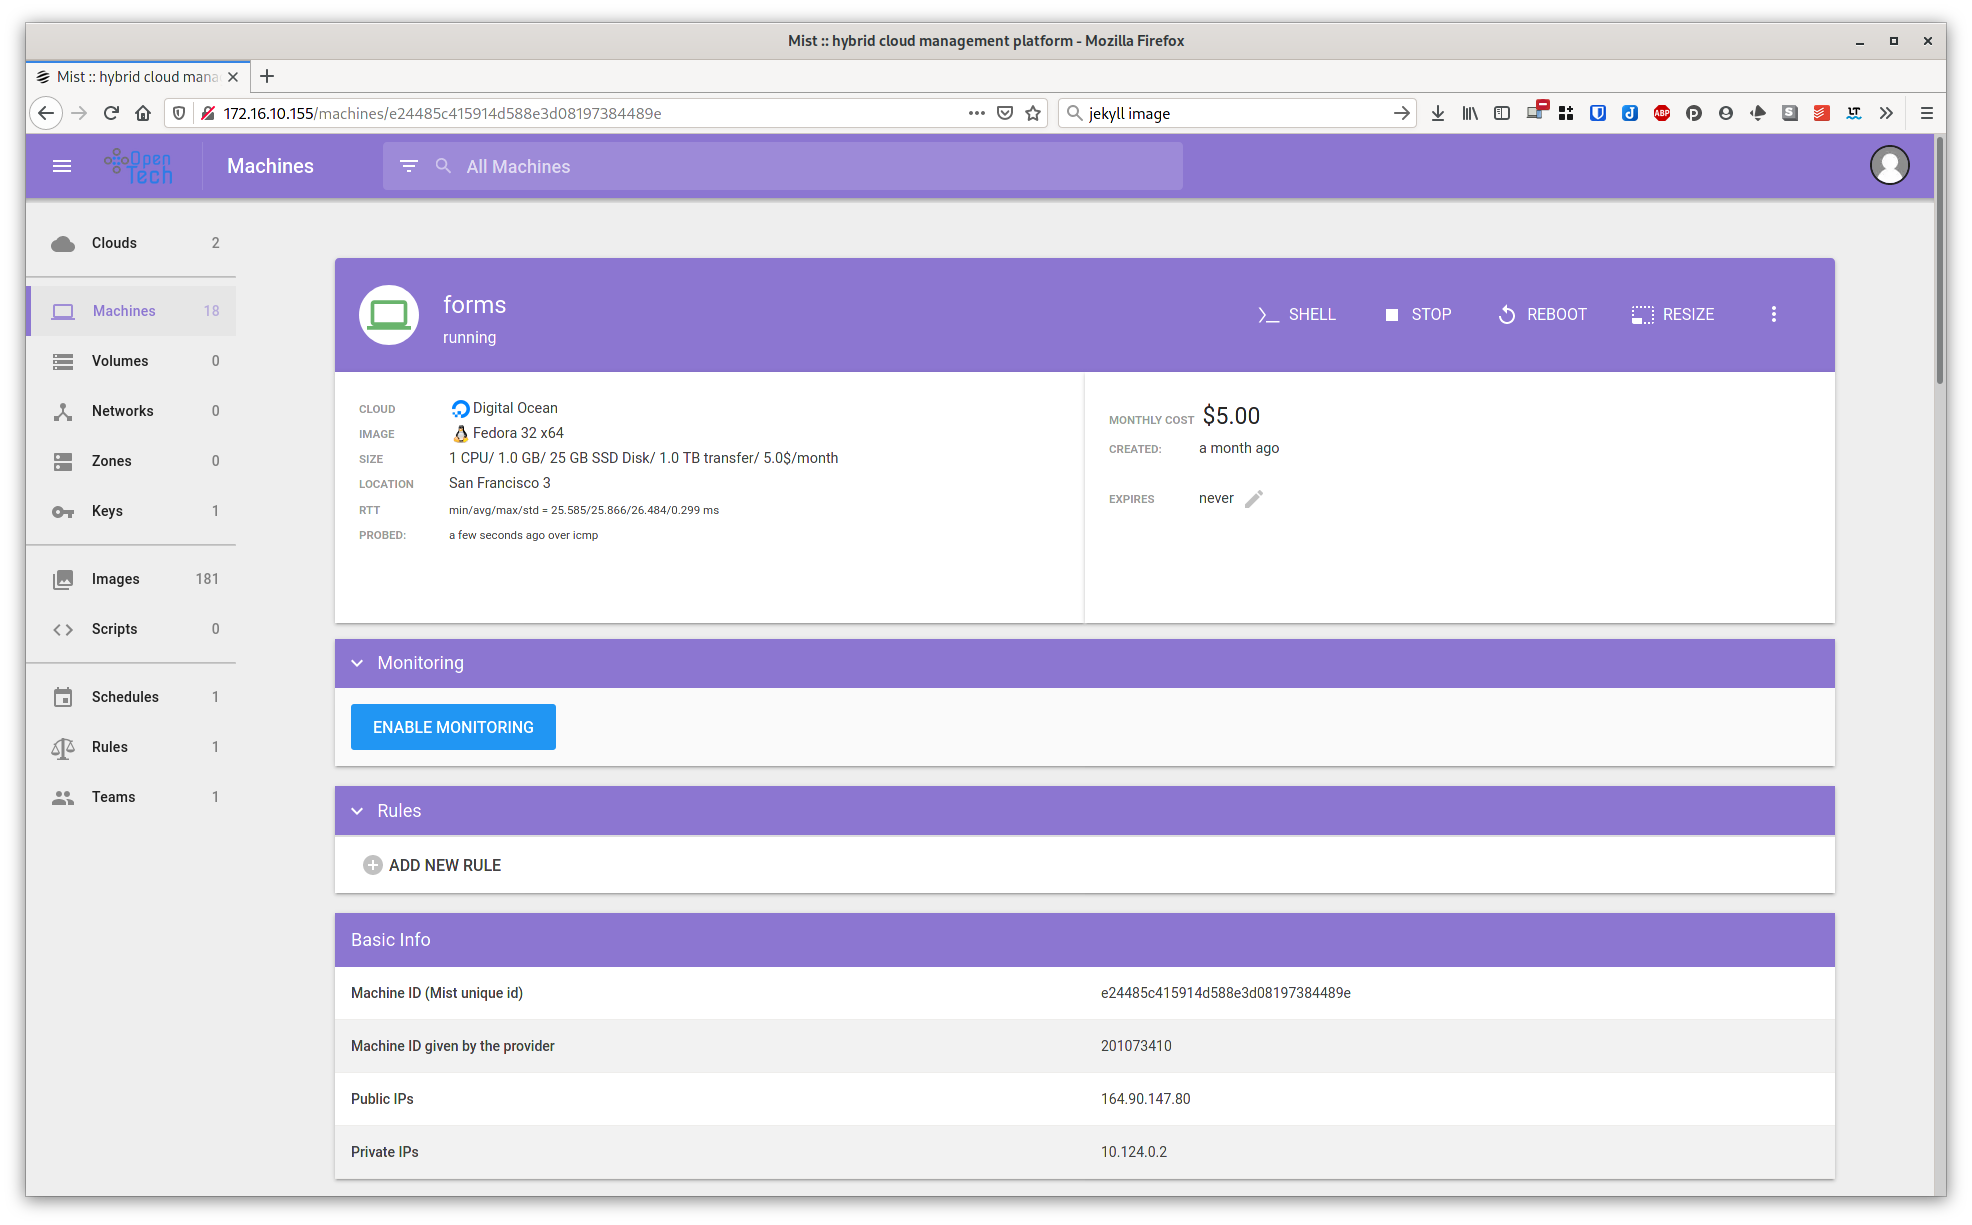 Mist :: hybrid cloud management platform - Mozilla Firefox
Mist :: hybrid cloud mana
172.16.10.155/machines/e24485c415914d588e3d08197384489e
jekyll image
ABP
LT
Open Tech
Machines
All Machines
Clouds 2
Machines 18
Volumes 0
Networks 0
Zones 0
Keys 1
Images 181
Scripts 0
Schedules 1
Rules 1
Teams 1
forms
running
SHELL STOP REBOOT RESIZE
CLOUD Digital Ocean
IMAGE Fedora 32 x64
SIZE 1 CPU/ 1.0 GB/ 25 GB SSD Disk/ 1.0 TB transfer/ 5.0$/month
LOCATION San Francisco 3
RTT min/avg/max/std = 25.585/25.866/26.484/0.299 ms
PROBED: a few seconds ago over icmp
MONTHLY COST $5.00
CREATED: a month ago
EXPIRES never
Monitoring
ENABLE MONITORING
Rules
ADD NEW RULE
Basic Info
Machine ID (Mist unique id) e24485c415914d588e3d08197384489e
Machine ID given by the provider 201073410
Public IPs 164.90.147.80
Private IPs 10.124.0.2